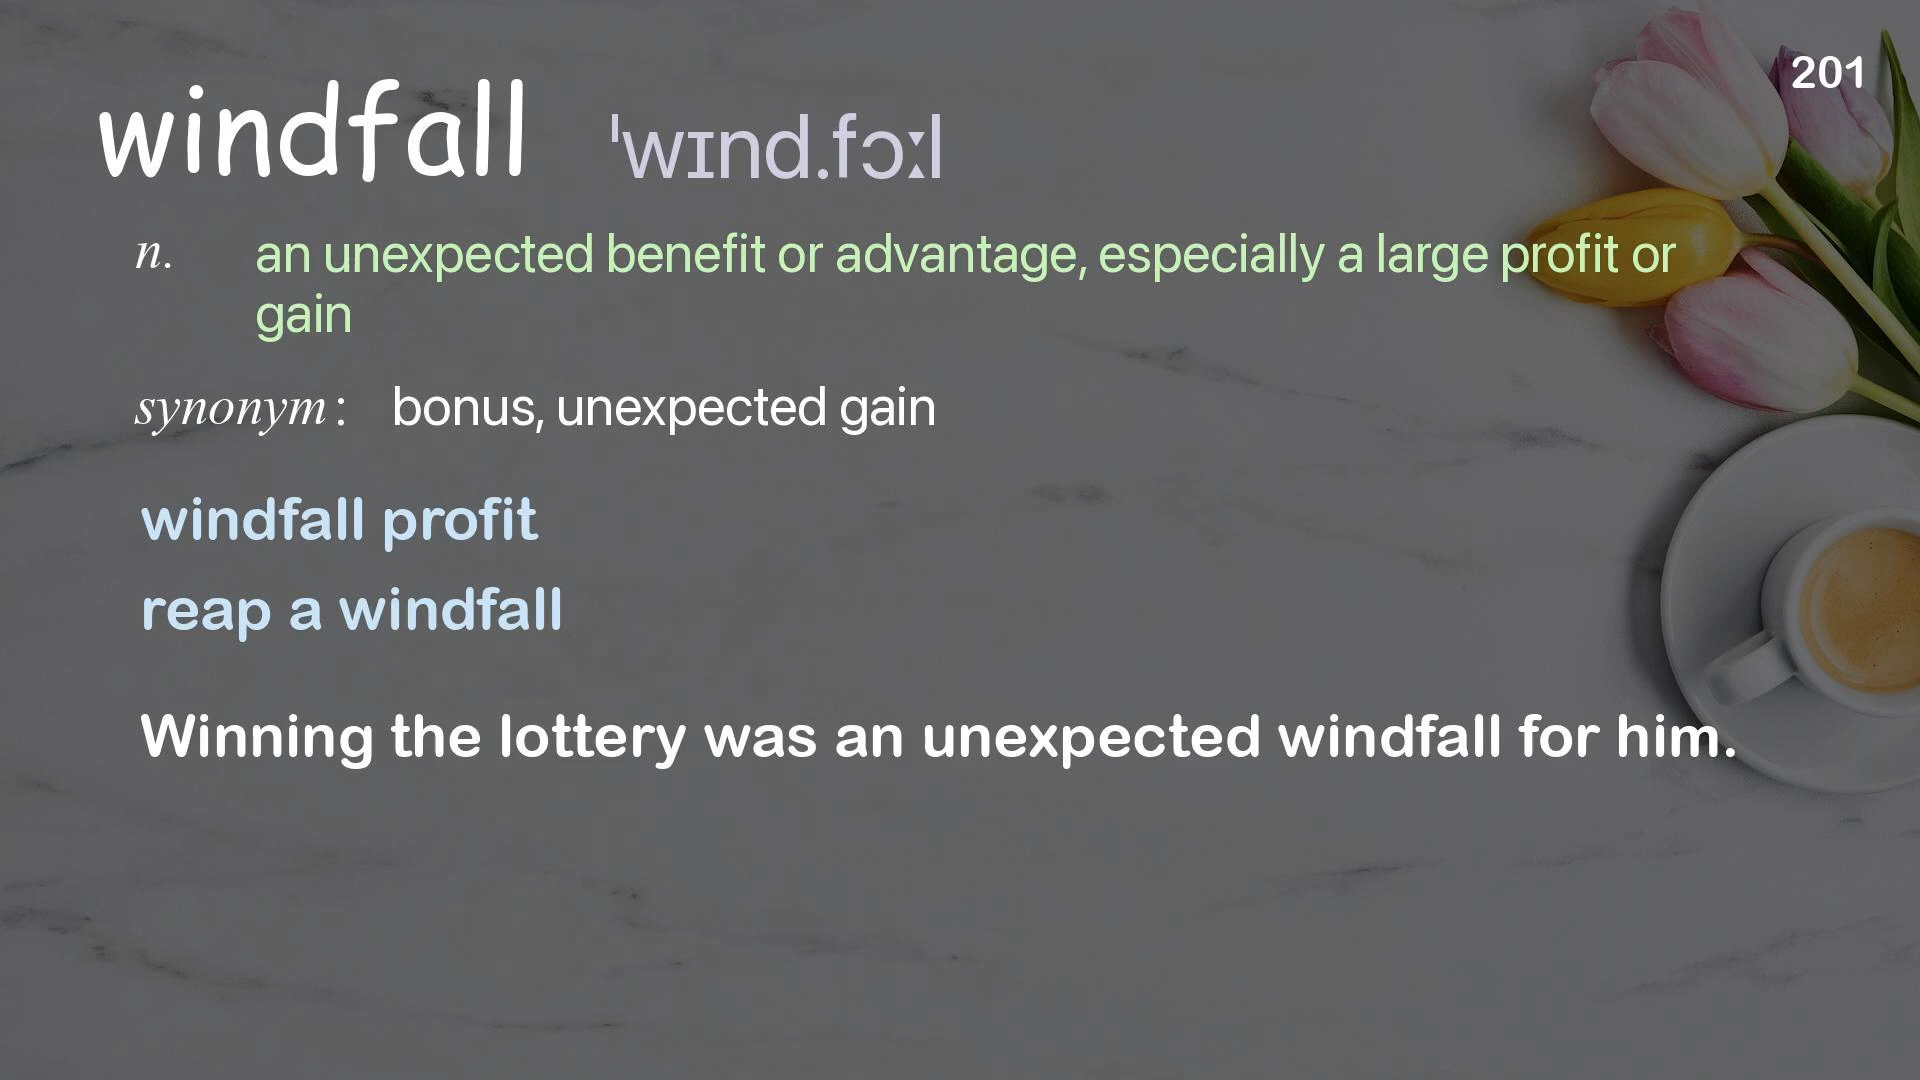 201
windfall ˈwɪnd.fɔːl
n. an unexpected benefit or advantage, especially a large profit or
gain
synonym: bonus, unexpected gain
windfall profit
reap a windfall
Winning the lottery was an unexpected windfall for him.